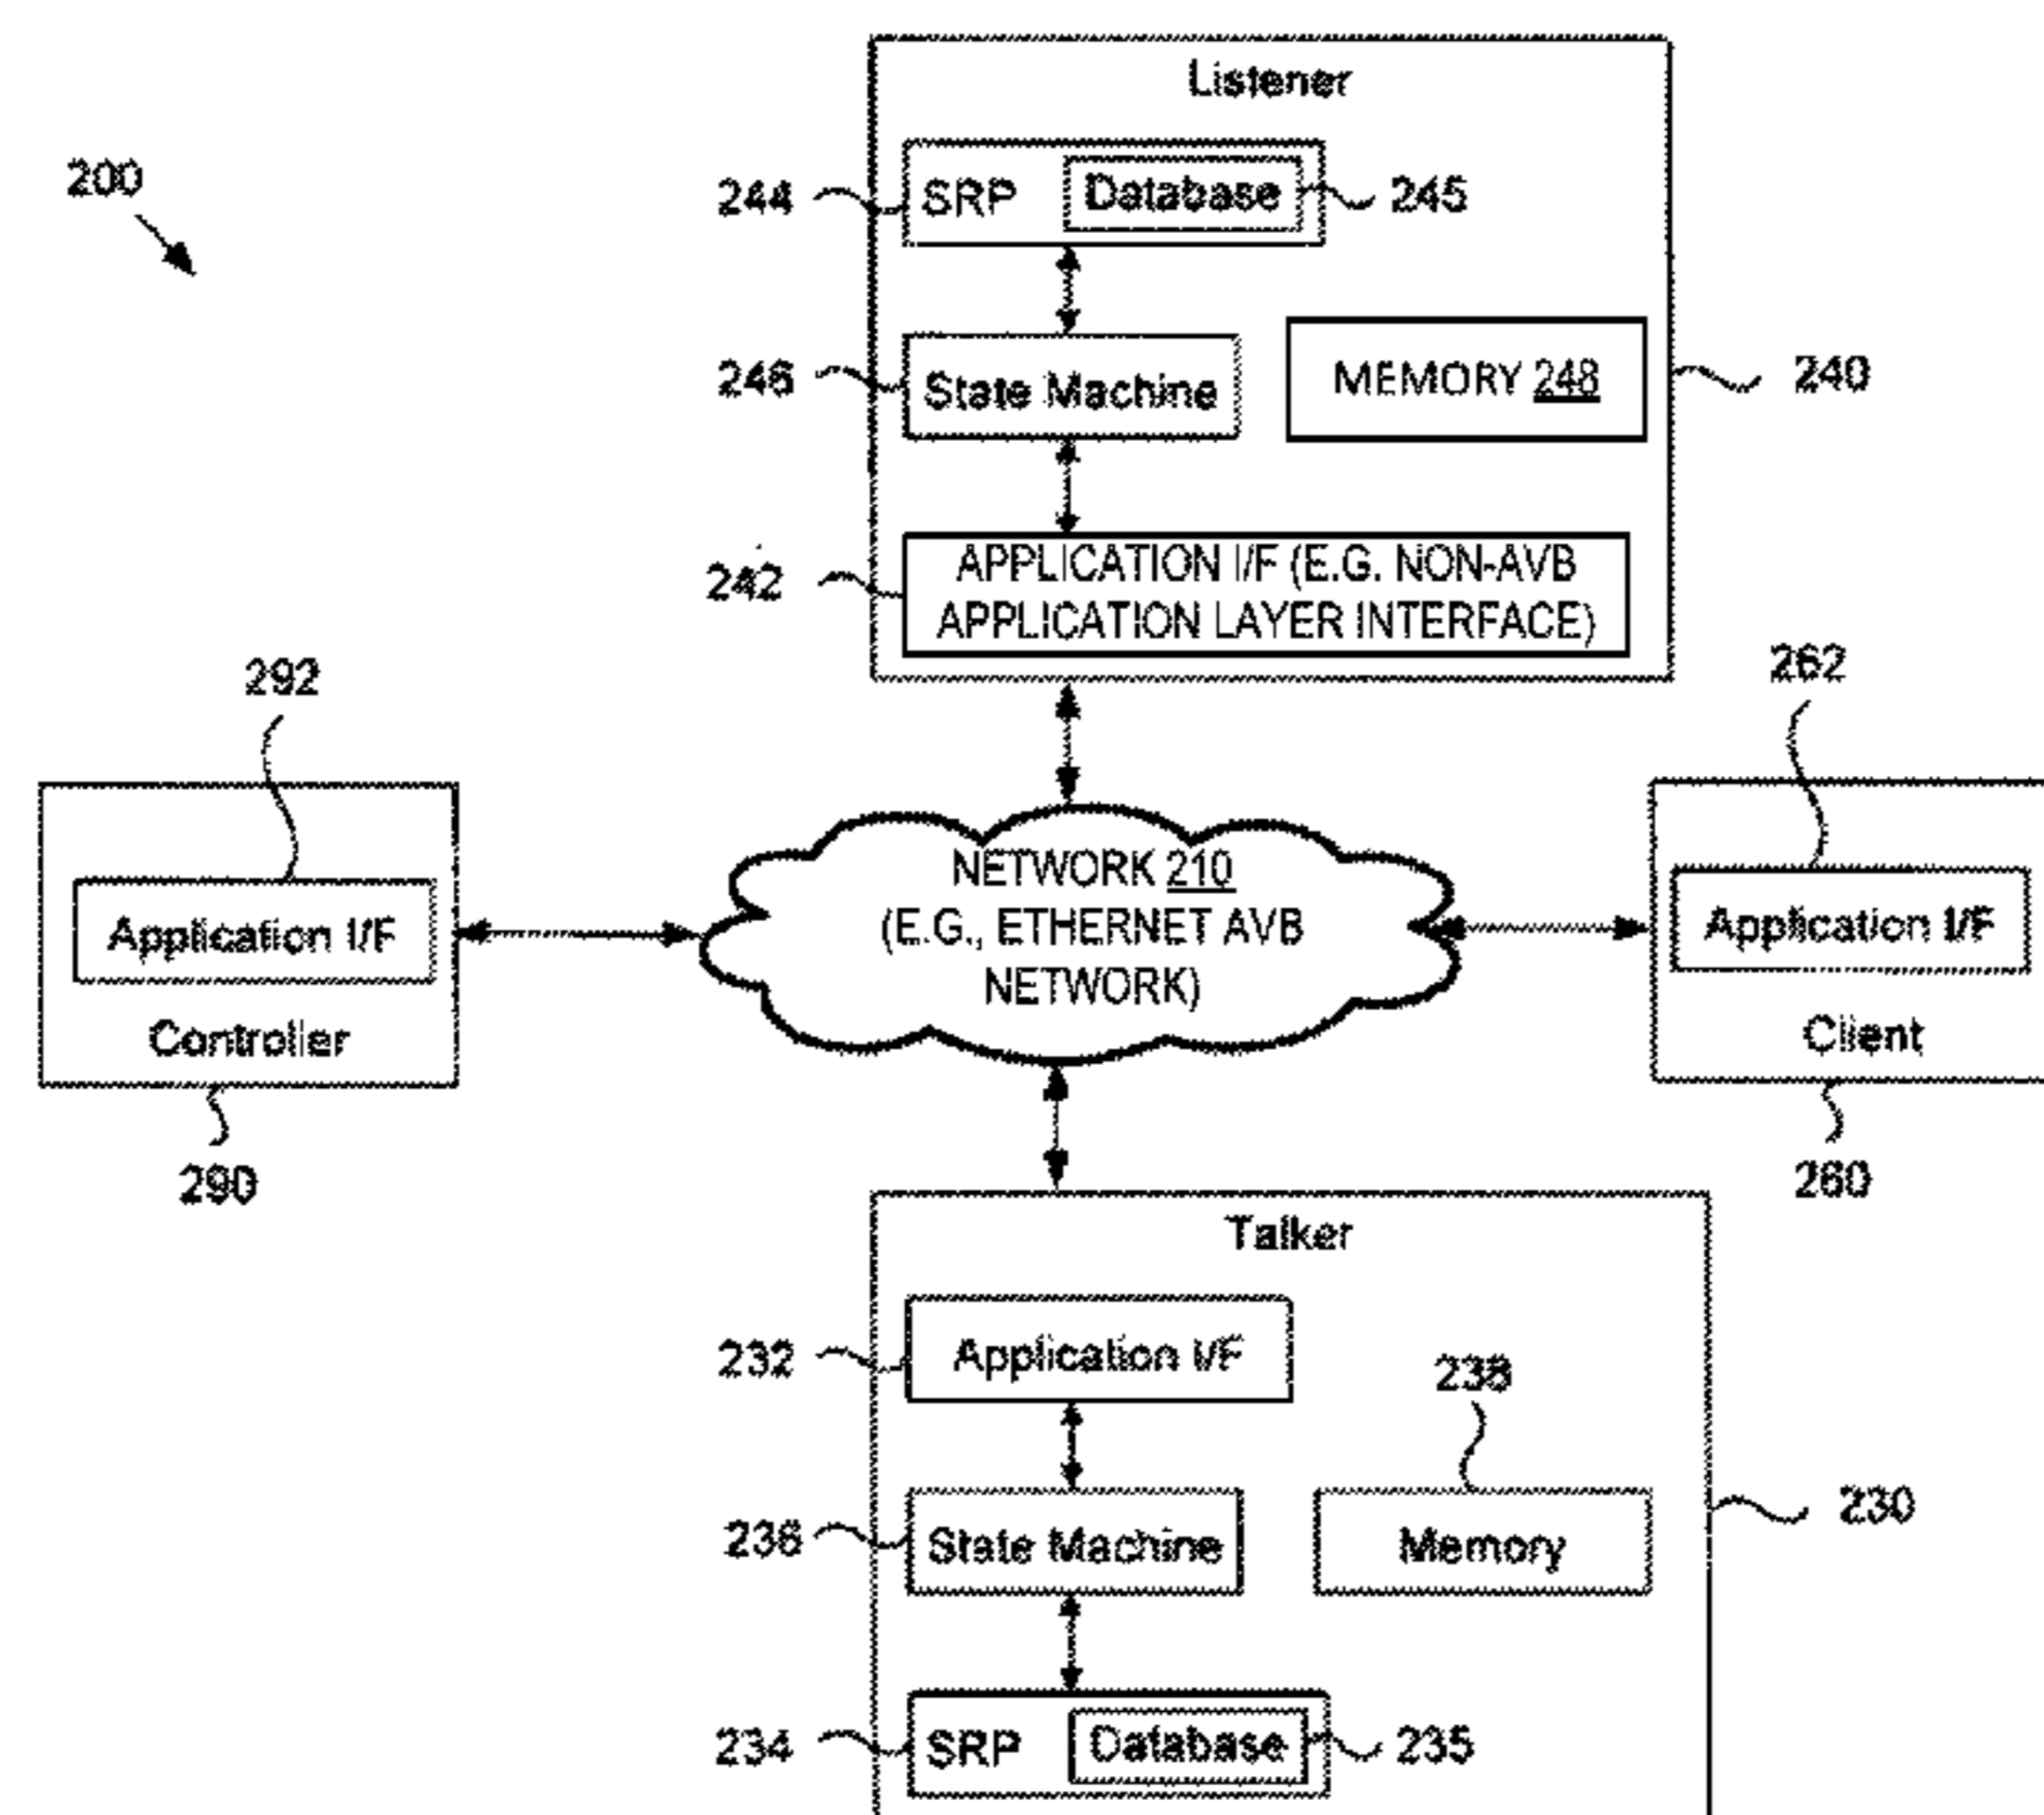 Listener
200
244
SRP
Database
245
246
State Machine
MEMORY 248
240
242
APPLICATION I/F (E.G. NON-AVB
APPLICATION LAYER INTERFACE)
292
262
Application I/F
Controller
290
NETWORK 210
(E.G., ETHERNET AVB
NETWORK)
Application I/F
Client
260
Talker
232
Application I/F
238
236
State Machine
Memory
230
234
SRP
Database
235